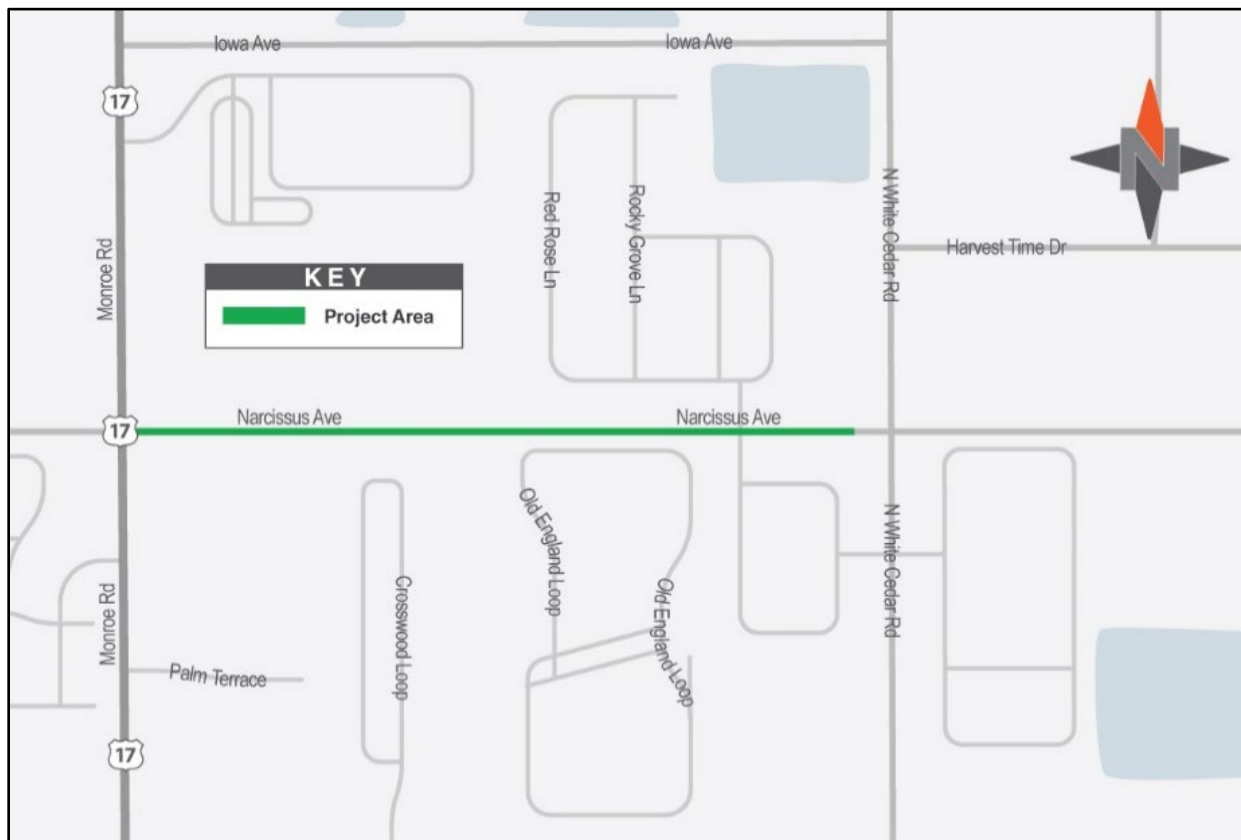 Iowa Ave
Iowa Ave
17
N
Monroe Rd
Red Rose Ln
Rocky Grove Ln
N White Cedar Rd
Harvest Time Dr
KEY
Project Area
Narcissus Ave
Narcissus Ave
17
Old England Loop
N White Cedar Rd
Monroe Rd
Crosswood Loop
Old England Loop
Palm Terrace
17